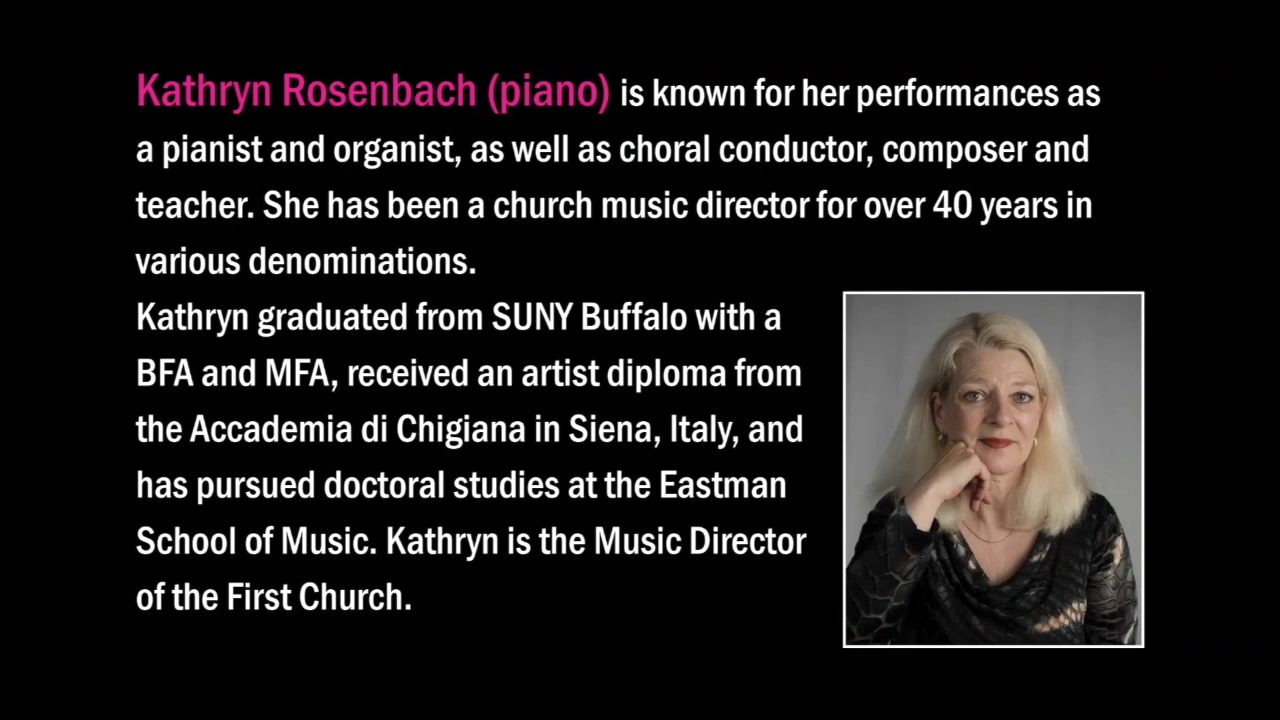 Kathryn Rosenbach (piano) is known for her performances as
a pianist and organist, as well as choral conductor, composer and
teacher. She has been a church music director for over 40 years in
various denominations.
Kathryn graduated from SUNY Buffalo with a
BFA and MFA, received an artist diploma from
the Accademia di Chigiana in Siena, Italy, and
has pursued doctoral studies at the Eastman
School of Music. Kathryn is the Music Director
of the First Church.